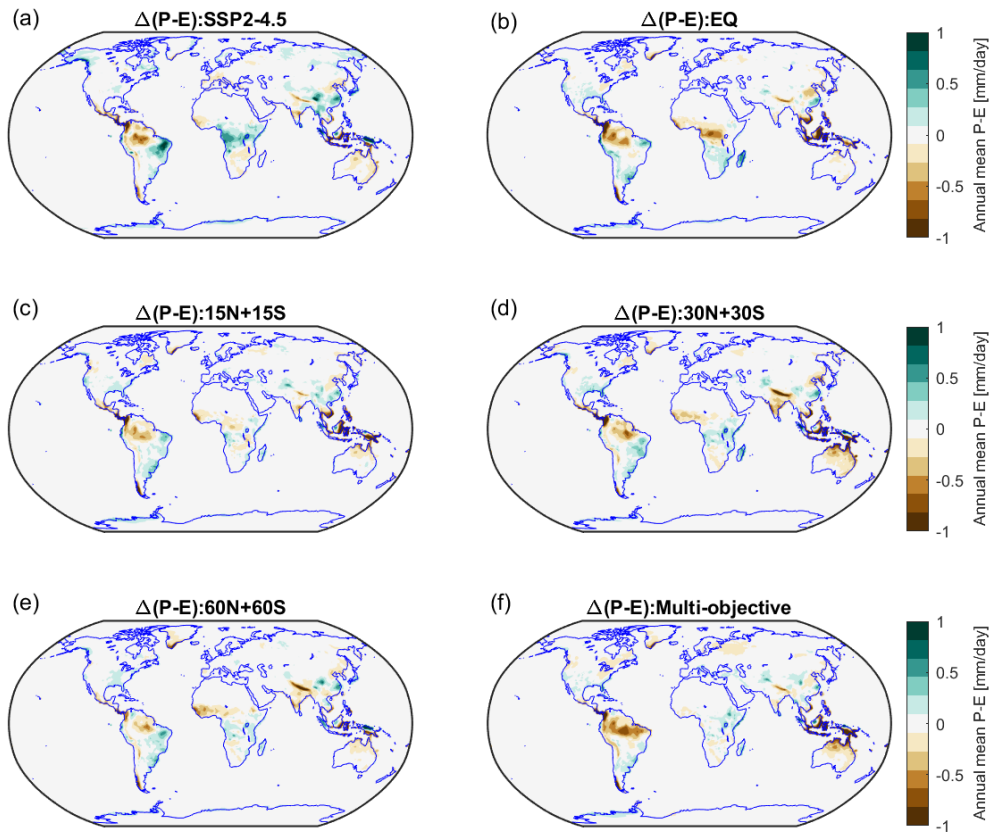 (a)
△(P-E):SSP2-4.5
(b)
△(P-E):EQ
1
0.5
0
-0.5
-1
Annual mean P-E [mm/day]
(c)
△(P-E):15N+15S
(d)
△(P-E):30N+30S
1
0.5
0
-0.5
-1
Annual mean P-E [mm/day]
(e)
△(P-E):60N+60S
(f)
△(P-E):Multi-objective
1
0.5
0
-0.5
-1
Annual mean P-E [mm/day]